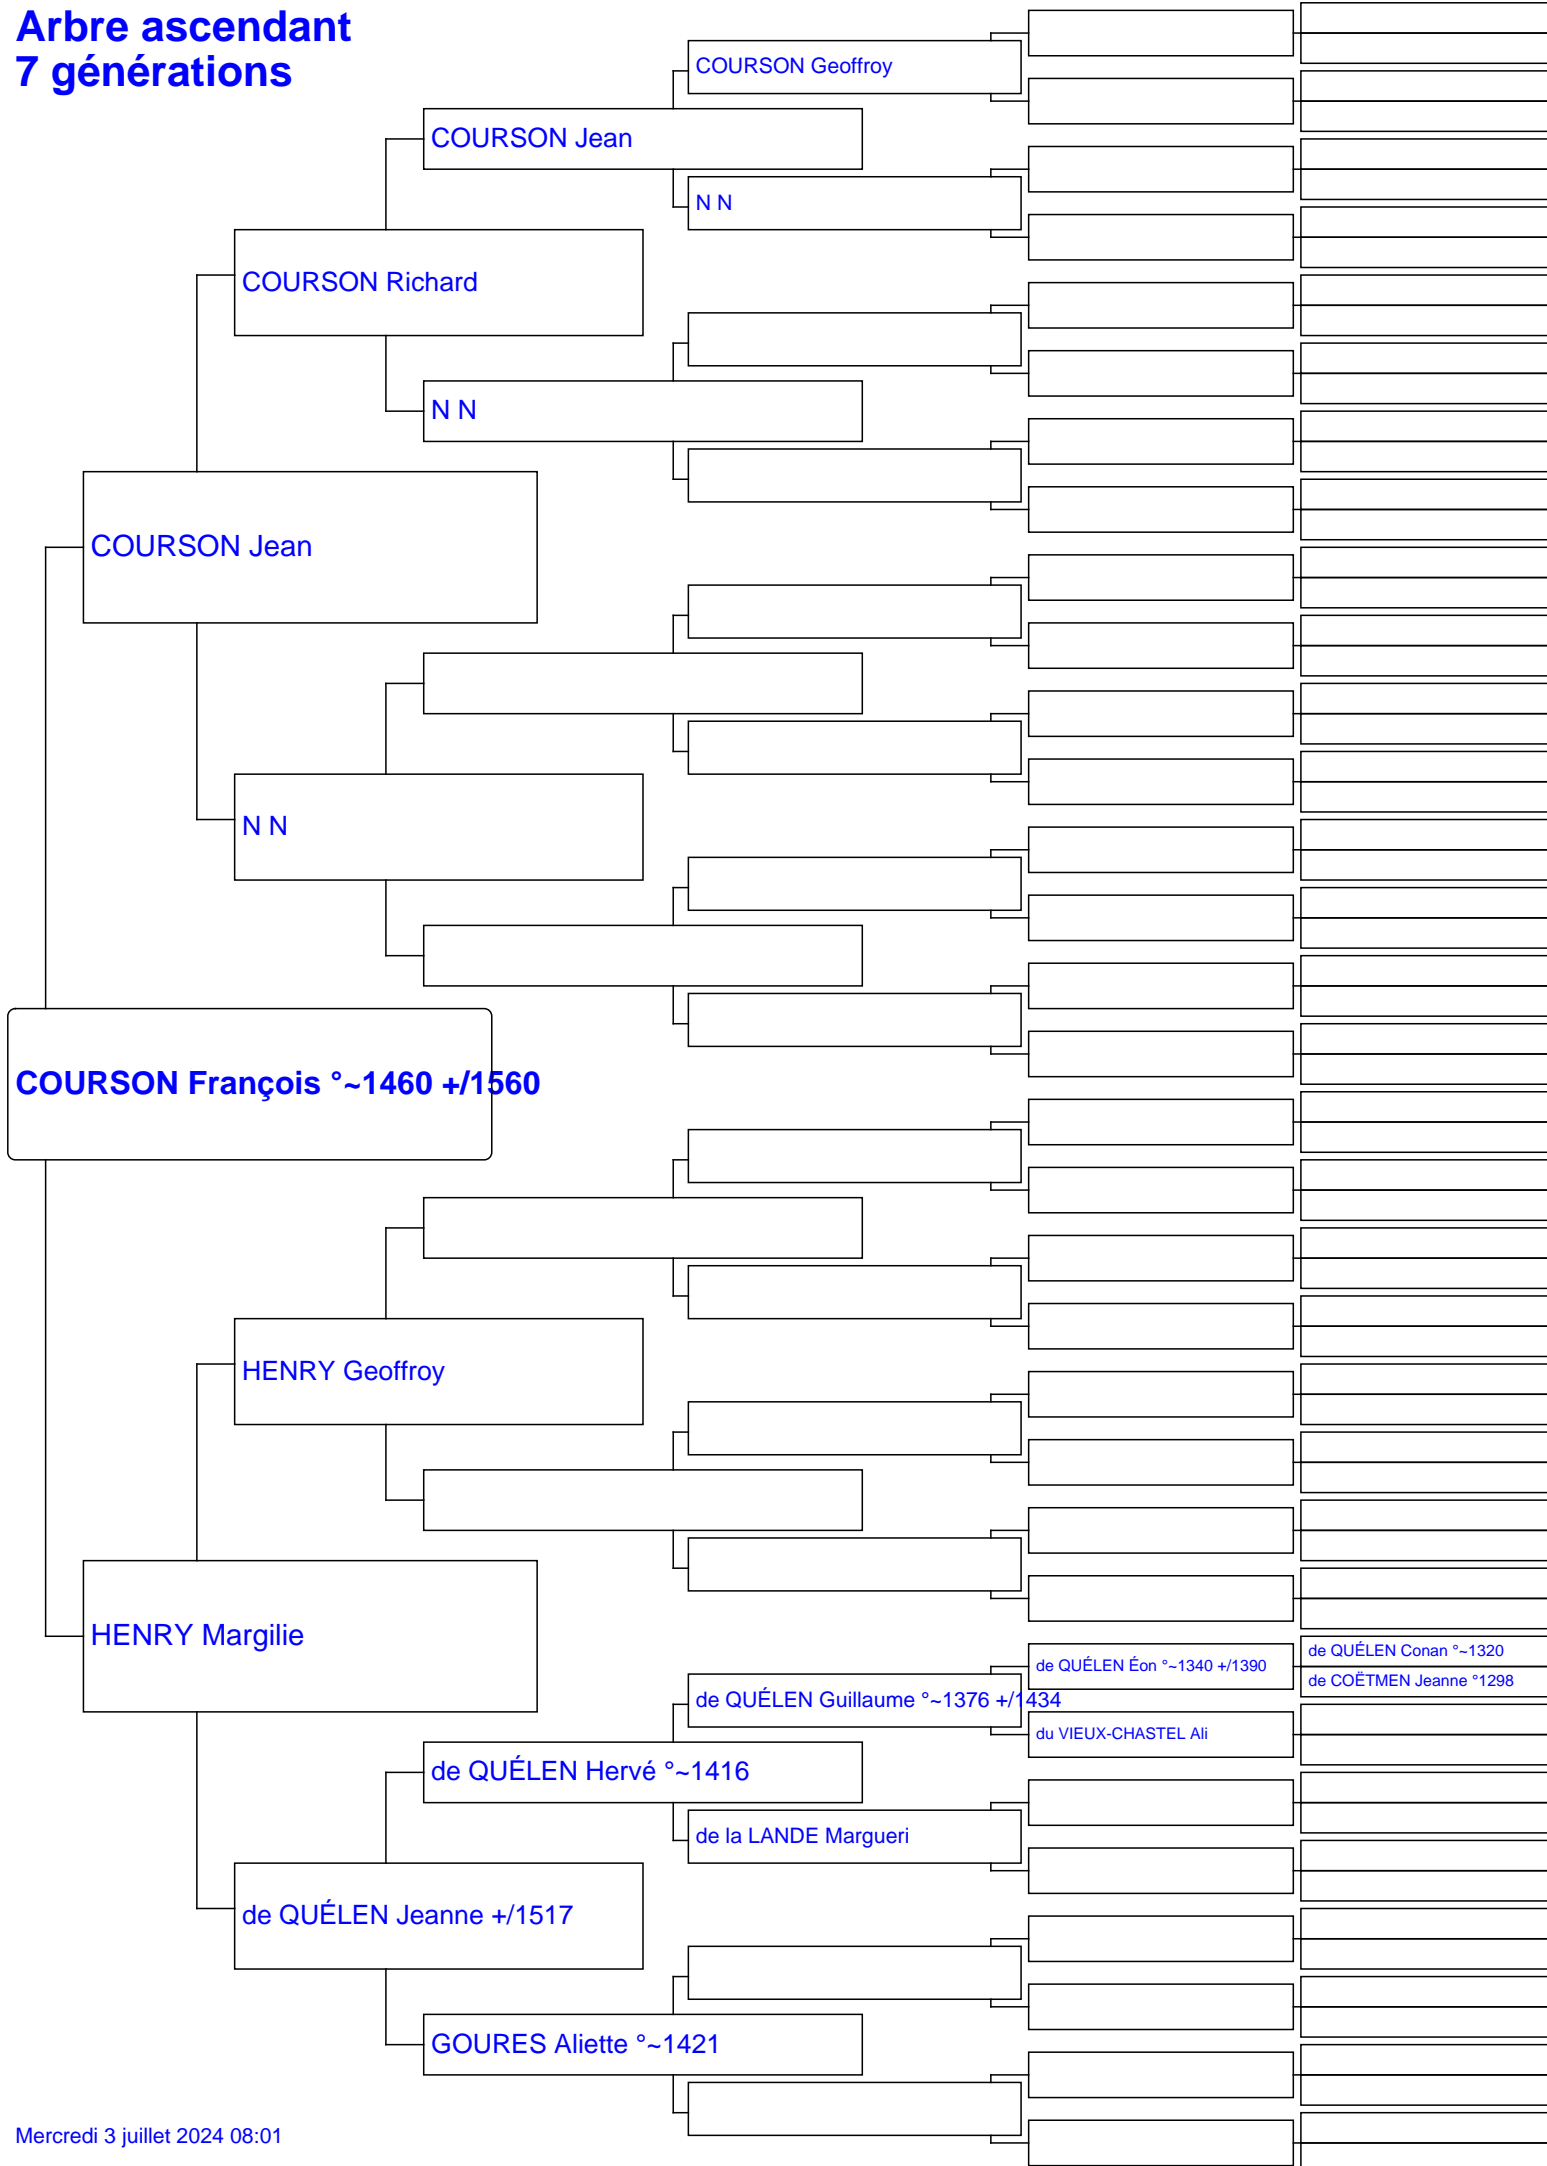 Arbre ascendant
7 générations
COURSON Geoffroy
COURSON Jean
N N
COURSON Richard
N N
COURSON Jean
N N
COURSON François °~1460 +/1560
HENRY Geoffroy
HENRY Margilie
de QUÉLEN Conan °~1320
de QUÉLEN Éon °~1340 +/1390
de COËTMEN Jeanne °1298
de QUÉLEN Guillaume °~1376 +/1434
du VIEUX-CHASTEL Ali
de QUÉLEN Hervé °~1416
de la LANDE Margueri
de QUÉLEN Jeanne +/1517
GOURES Aliette °~1421
Mercredi 3 juillet 2024 08:01